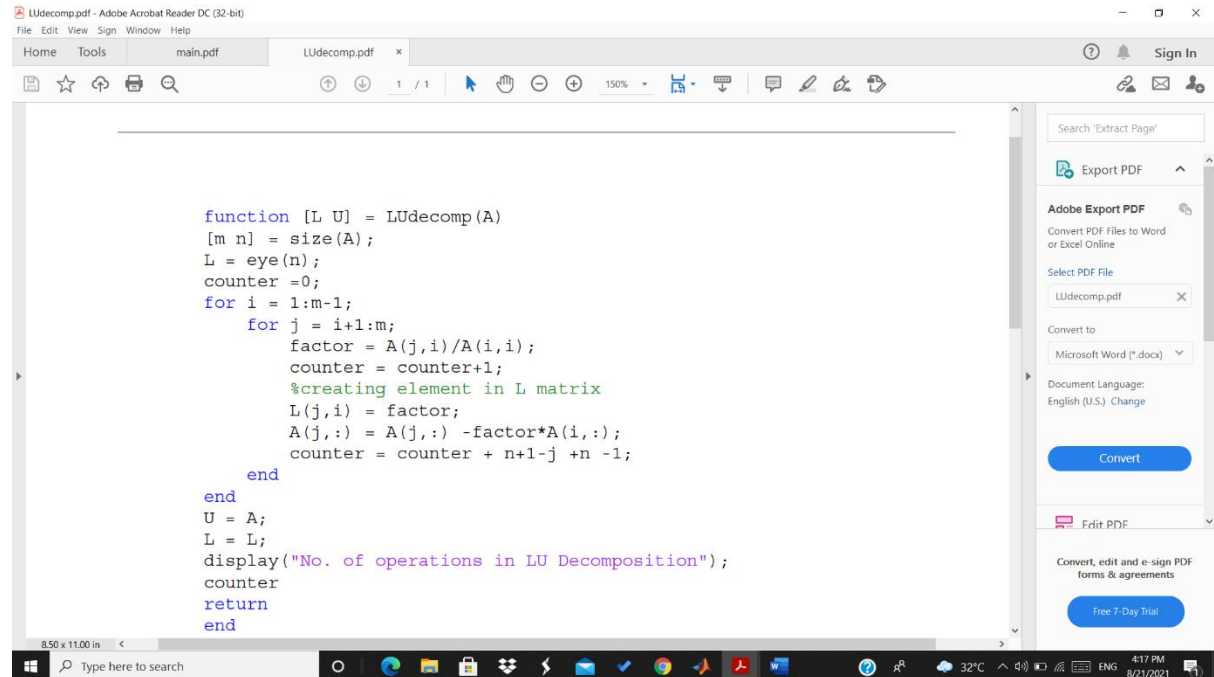 LUdecomp.pdf - Adobe Acrobat Reader DC (32-bit)
File Edit View Sign Window Help
Home Tools main.pdf LUdecomp.pdf × Sign In
1 / 1 150%
function [L U] = LUdecomp(A)
[m n] = size(A);
L = eye(n);
counter =0;
for i = 1:m-1;
for j = i+1:m;
factor = A(j,i)/A(i,i);
counter = counter+1;
%creating element in L matrix
L(j,i) = factor;
A(j,:) = A(j,:) -factor*A(i,:);
counter = counter + n+1-j +n -1;
end
end
U = A;
L = L;
display("No. of operations in LU Decomposition");
counter
return
end
8.50 x 11.00 in
Search 'Extract Page'
Export PDF
Adobe Export PDF
Convert PDF Files to Word
or Excel Online
Select PDF File
LUdecomp.pdf
Convert to
Microsoft Word (*.docx)
Document Language:
English (U.S.) Change
Convert
Edit PDF
Convert, edit and e-sign PDF
forms & agreements
Free 7-Day Trial
Type here to search
32°C ENG 4:17 PM
8/21/2021